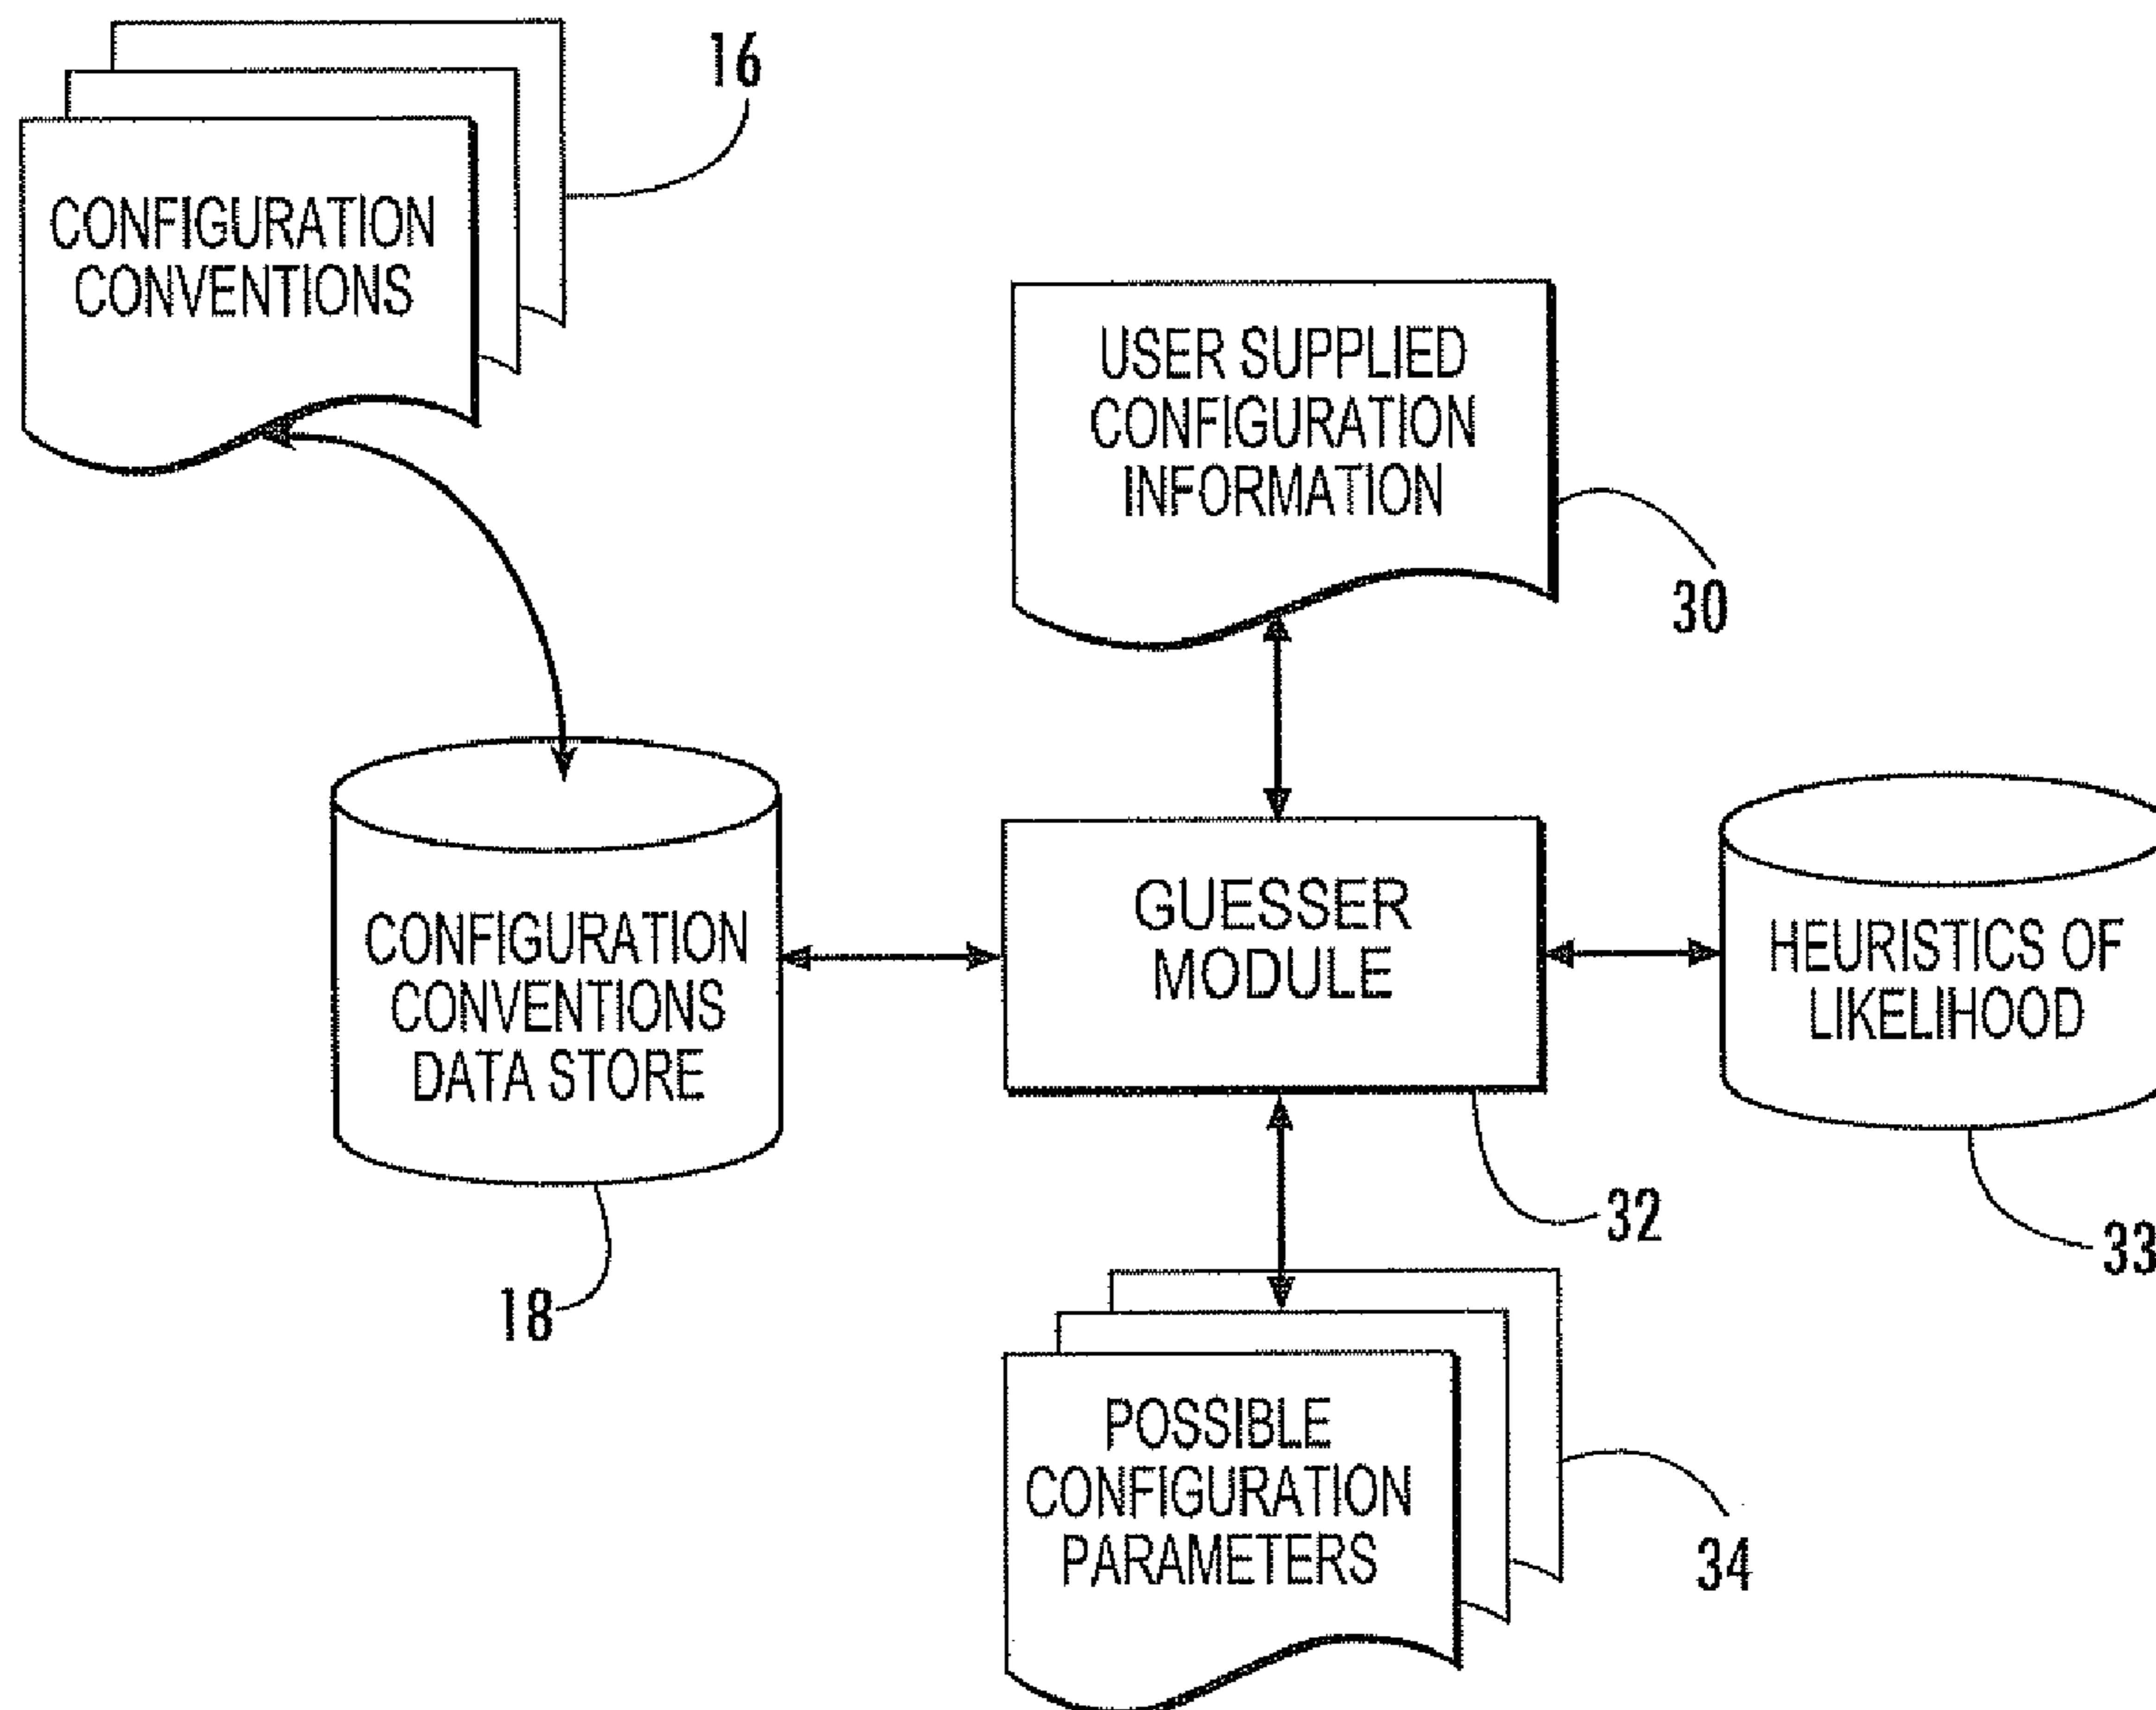 16
CONFIGURATION
CONVENTIONS
USER SUPPLIED
CONFIGURATION
INFORMATION
30
CONFIGURATION
CONVENTIONS
DATA STORE
18
GUESSER
MODULE
32
HEURISTICS OF
LIKELIHOOD
33
POSSIBLE
CONFIGURATION
PARAMETERS
34